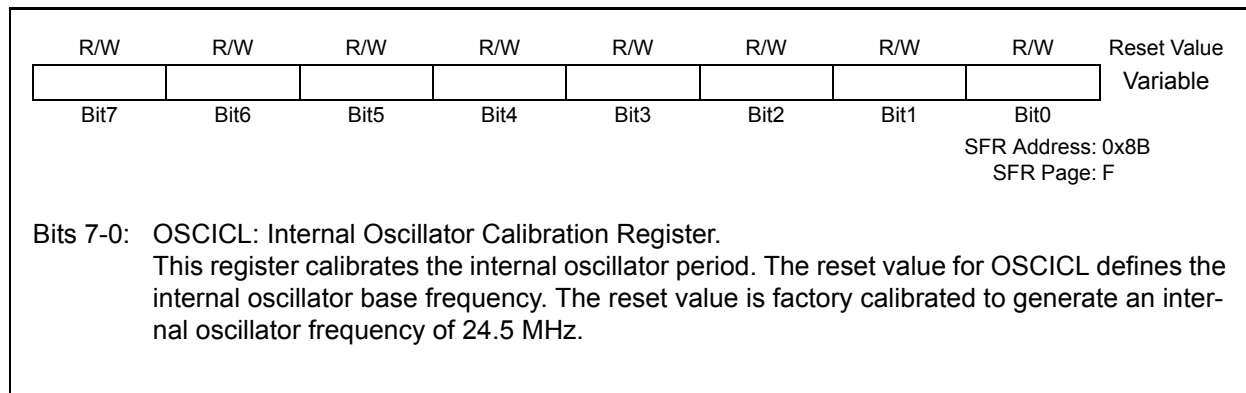 R/W R/W R/W R/W R/W R/W R/W R/W Reset Value
Variable
Bit7 Bit6 Bit5 Bit4 Bit3 Bit2 Bit1 Bit0
SFR Address: 0x8B
SFR Page: F
Bits 7-0: OSCICL: Internal Oscillator Calibration Register.
This register calibrates the internal oscillator period. The reset value for OSCICL defines the
internal oscillator base frequency. The reset value is factory calibrated to generate an inter-
nal oscillator frequency of 24.5 MHz.